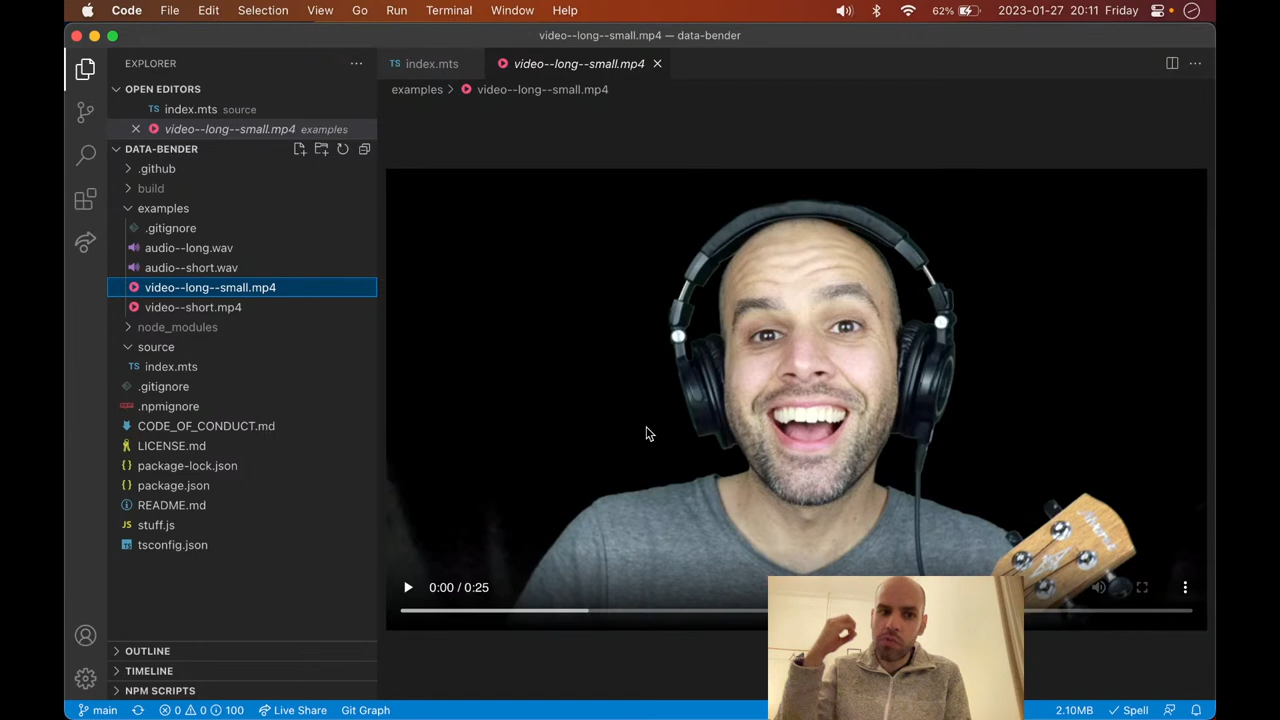 Code File Edit Selection View Go Run Terminal Window Help 62% 2023-01-27 20:11 Friday
video--long--small.mp4 — data-bender
EXPLORER
OPEN EDITORS
TS index.mts source
video--long--small.mp4 examples
DATA-BENDER
.github
build
examples
.gitignore
audio--long.wav
audio--short.wav
video--long--small.mp4
video--short.mp4
node_modules
source
TS index.mts
.gitignore
.npmignore
CODE_OF_CONDUCT.md
LICENSE.md
package-lock.json
package.json
README.md
stuff.js
tsconfig.json
OUTLINE
TIMELINE
NPM SCRIPTS
TS index.mts video--long--small.mp4
examples > video--long--small.mp4
0:00 / 0:25
main 0 0 100 Live Share Git Graph 2.10MB Spell